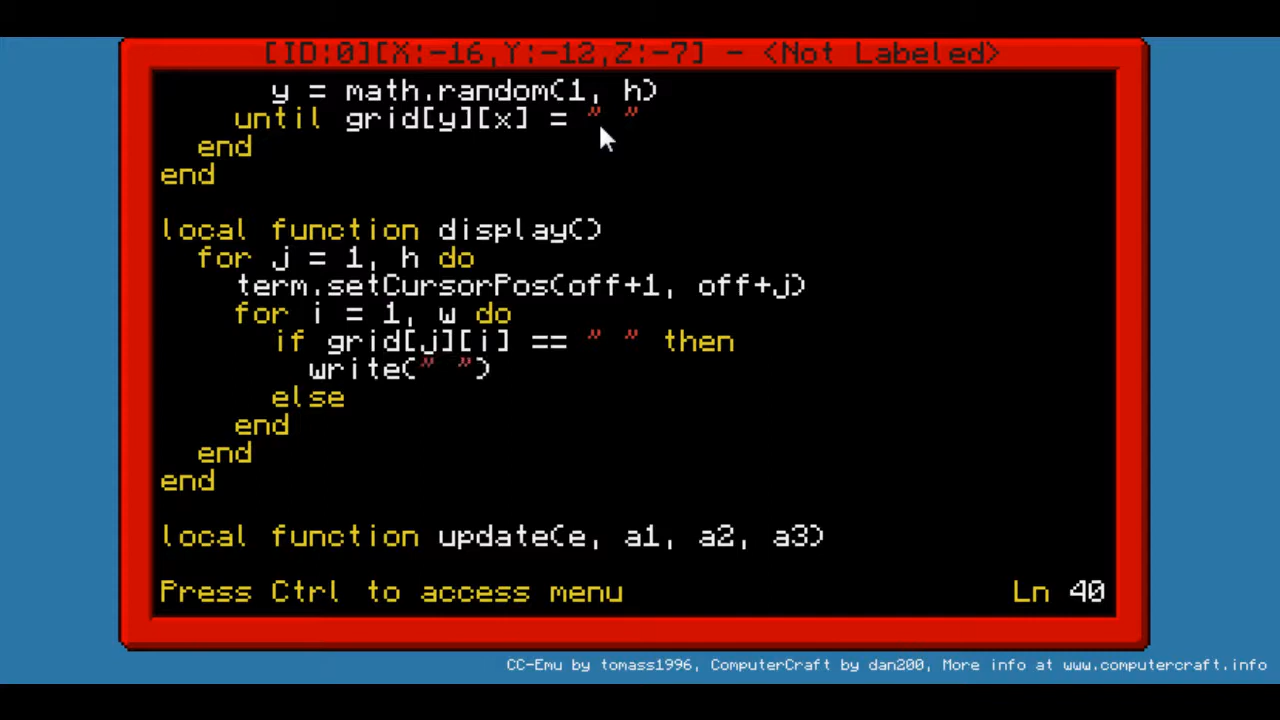 [ID:0][X:-16,Y:-12,Z:-7] - <Not Labeled>
      y = math.random(1, h)
    until grid[y][x] = " "
  end
end

local function display()
  for j = 1, h do
    term.setCursorPos(off+1, off+j)
    for i = 1, w do
      if grid[j][i] == " " then
        write(" ")
      else
    end
  end
end

local function update(e, a1, a2, a3)
Press Ctrl to access menu Ln 40
CC-Emu by tomass1996, ComputerCraft by dan200, More info at www.computercraft.info